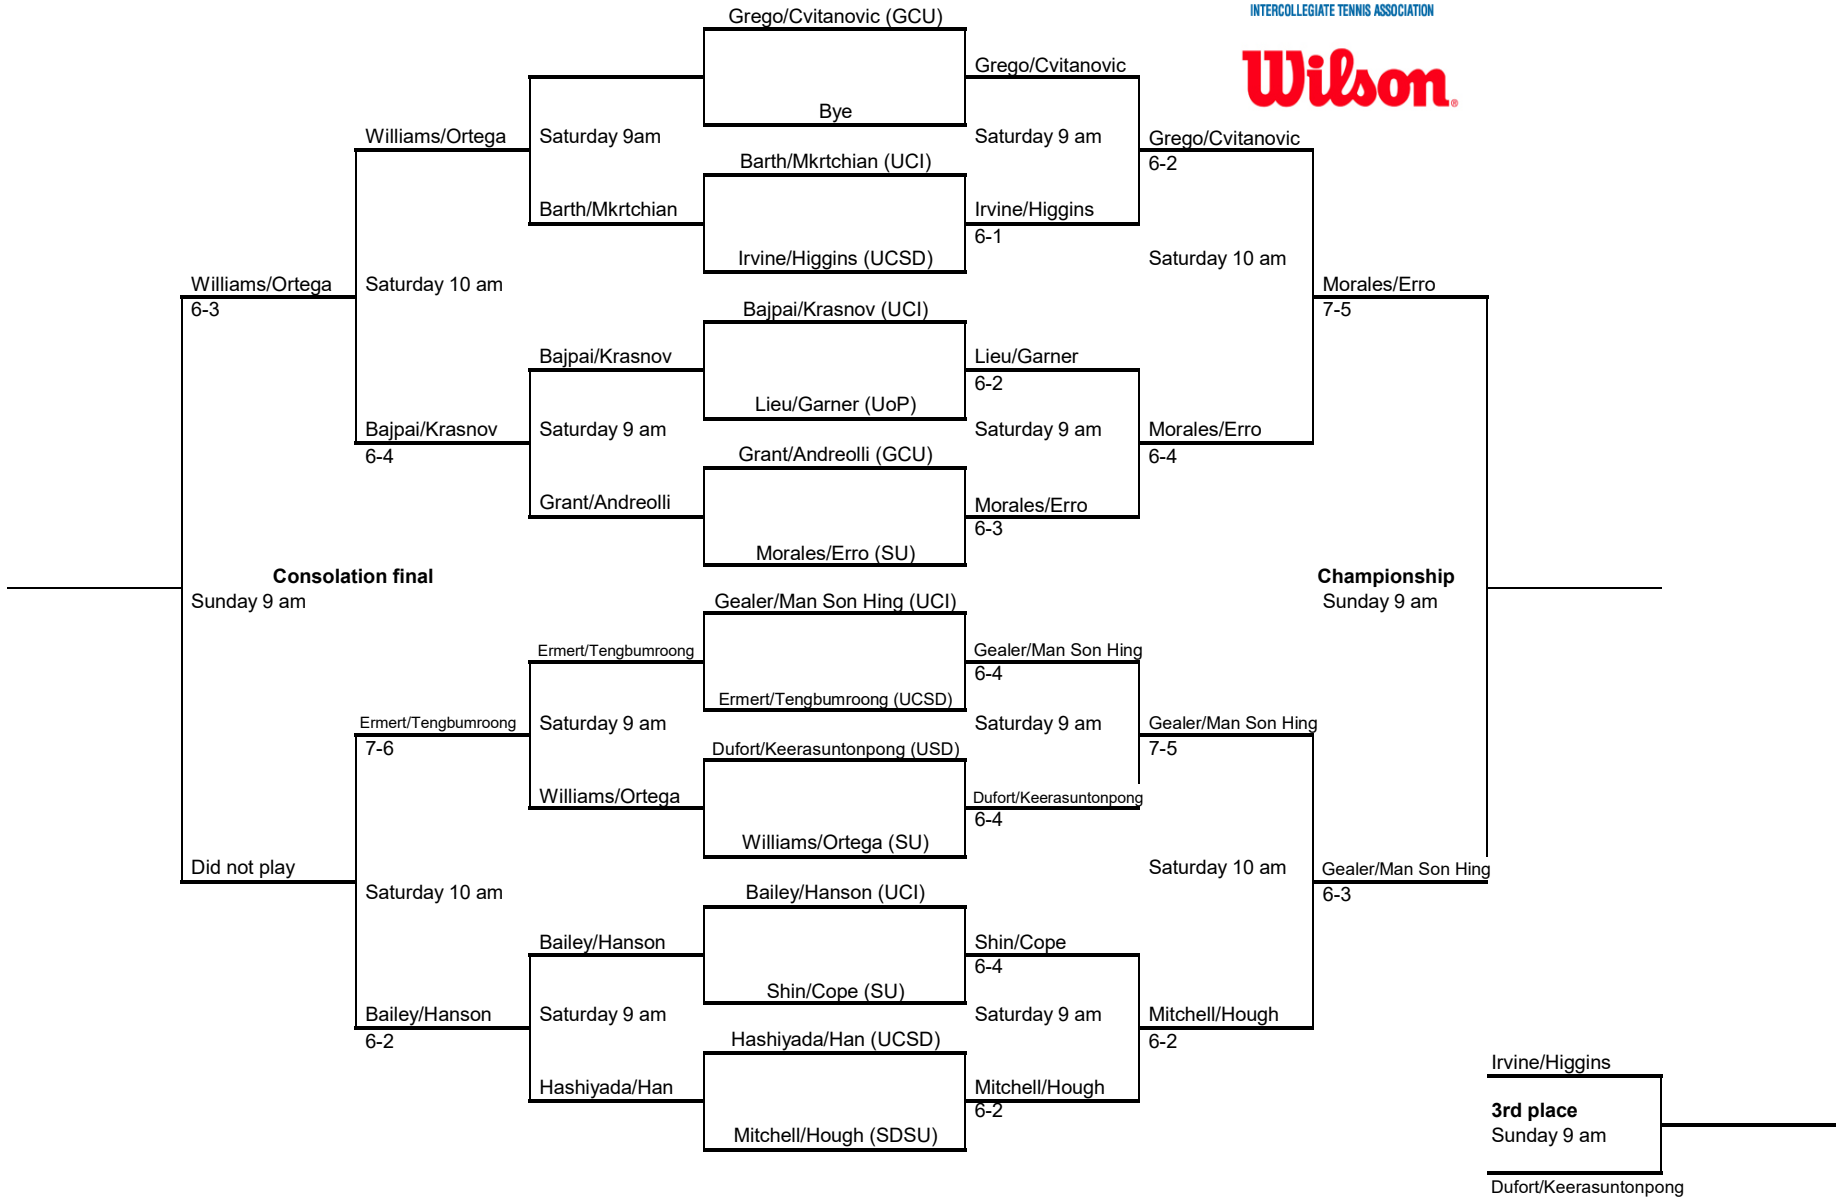 INTERCOLLEGIATE TENNIS ASSOCIATION
Wilson®
Grego/Cvitanovic (GCU)
Grego/Cvitanovic
Bye
Williams/Ortega
Saturday 9am
Saturday 9 am
Grego/Cvitanovic
6-2
Barth/Mkrtchian (UCI)
Barth/Mkrtchian
Irvine/Higgins
6-1
Irvine/Higgins (UCSD)
Saturday 10 am
Williams/Ortega
6-3
Saturday 10 am
Morales/Erro
7-5
Bajpai/Krasnov (UCI)
Bajpai/Krasnov
Lieu/Garner
6-2
Lieu/Garner (UoP)
Bajpai/Krasnov
6-4
Saturday 9 am
Saturday 9 am
Morales/Erro
6-4
Grant/Andreolli (GCU)
Grant/Andreolli
Morales/Erro
6-3
Morales/Erro (SU)
Consolation final
Sunday 9 am
Championship
Sunday 9 am
Gealer/Man Son Hing (UCI)
Ermert/Tengbumroong
Gealer/Man Son Hing
6-4
Ermert/Tengbumroong (UCSD)
Ermert/Tengbumroong
7-6
Saturday 9 am
Saturday 9 am
Gealer/Man Son Hing
7-5
Dufort/Keerasuntonpong (USD)
Williams/Ortega
Dufort/Keerasuntonpong
6-4
Williams/Ortega (SU)
Did not play
Saturday 10 am
Saturday 10 am
Gealer/Man Son Hing
6-3
Bailey/Hanson (UCI)
Bailey/Hanson
Shin/Cope
6-4
Shin/Cope (SU)
Bailey/Hanson
6-2
Saturday 9 am
Saturday 9 am
Mitchell/Hough
6-2
Hashiyada/Han (UCSD)
Hashiyada/Han
Mitchell/Hough
6-2
Mitchell/Hough (SDSU)
Irvine/Higgins
3rd place
Sunday 9 am
Dufort/Keerasuntonpong